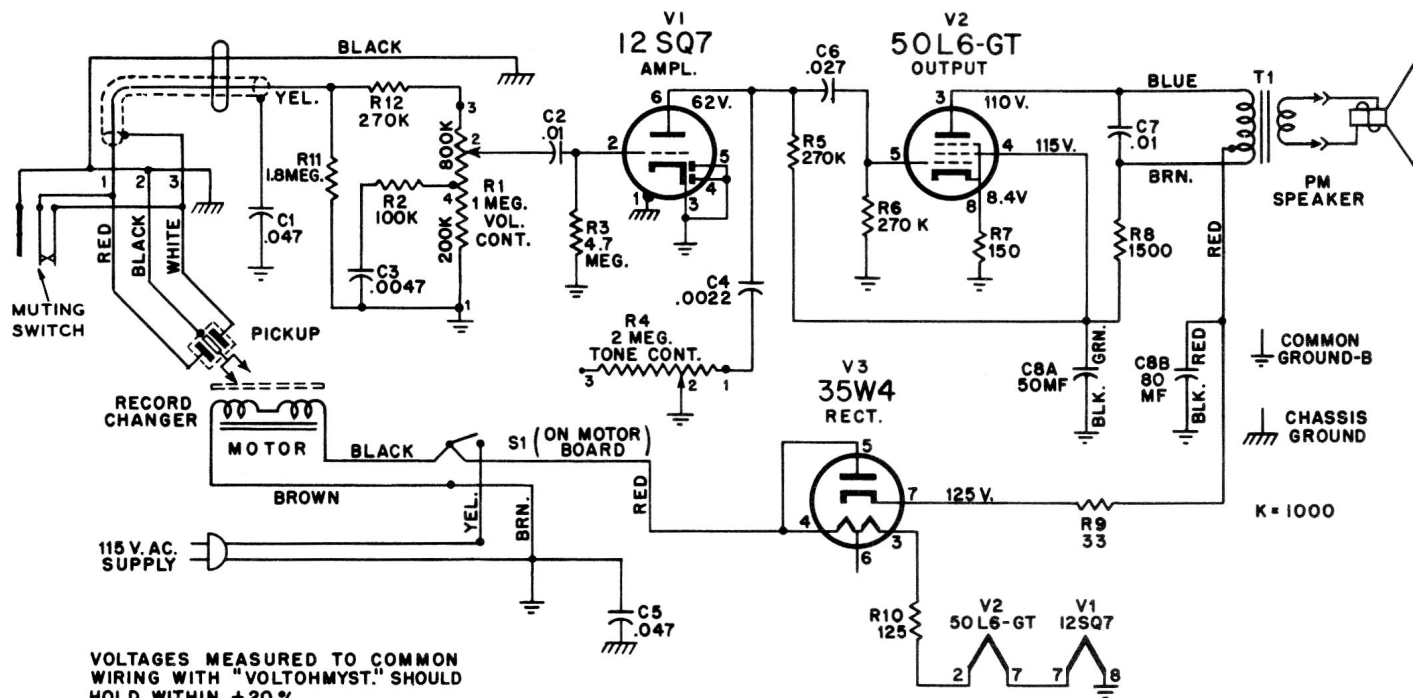 BLACK
YEL.
R12
270K
R11
1.8MEG.
3
800K
2
4
200K
1
R1
1 MEG.
VOL.
CONT.
R2
100K
C3
.0047
C1
.047
C2
.01
R3
4.7
MEG.
V1
12SQ7
AMPL.
6
62V.
2
5
4
3
1
C6
.027
R5
270K
R6
270 K
C4
.0022
R4
2 MEG.
TONE CONT.
3
2
1
V2
50L6-GT
OUTPUT
3
110 V.
4
115V.
5
8
8.4V
R7
150
BLUE
C7
.01
BRN.
R8
1500
T1
PM
SPEAKER
RED
GRN.
C8A
50MF
BLK.
C8B
80
MF
RED
BLK.
COMMON
GROUND-B
CHASSIS
GROUND
K=1000
1
2
3
RED
BLACK
WHITE
MUTING
SWITCH
PICKUP
RECORD
CHANGER
MOTOR
BLACK
BROWN
S1 (ON MOTOR
BOARD)
YEL.
BRN.
RED
115 V. AC.
SUPPLY
C5
.047
V3
35W4
RECT.
5
7
125 V.
4
3
6
R9
33
R10
125
V2
50L6-GT
V1
12SQ7
2
7
7
8
VOLTAGES MEASURED TO COMMON
WIRING WITH "VOLTOHMYST." SHOULD
HOLD WITHIN ±20 %